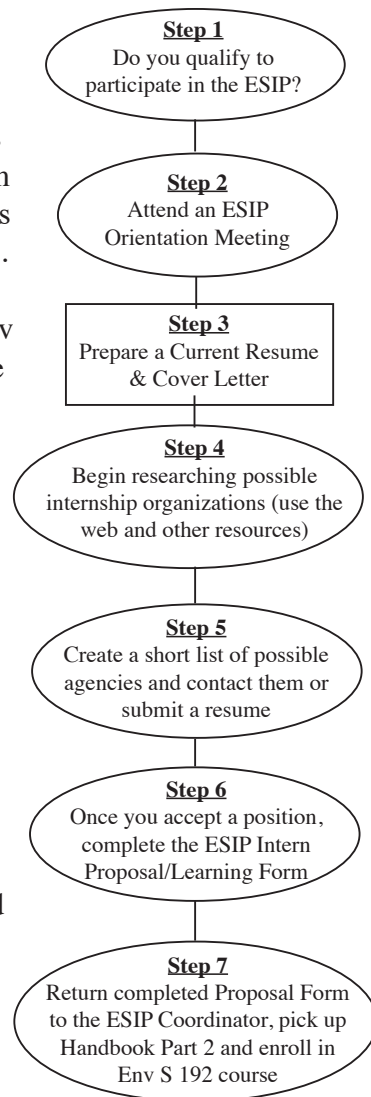 Step 1
Do you qualify to
participate in the ESIP?
Step 2
Attend an ESIP
Orientation Meeting
Step 3
Prepare a Current Resume
& Cover Letter
Step 4
Begin researching possible
internship organizations (use the
web and other resources)
Step 5
Create a short list of possible
agencies and contact them or
submit a resume
Step 6
Once you accept a position,
complete the ESIP Intern
Proposal/Learning Form
Step 7
Return completed Proposal Form
to the ESIP Coordinator, pick up
Handbook Part 2 and enroll in
Env S 192 course